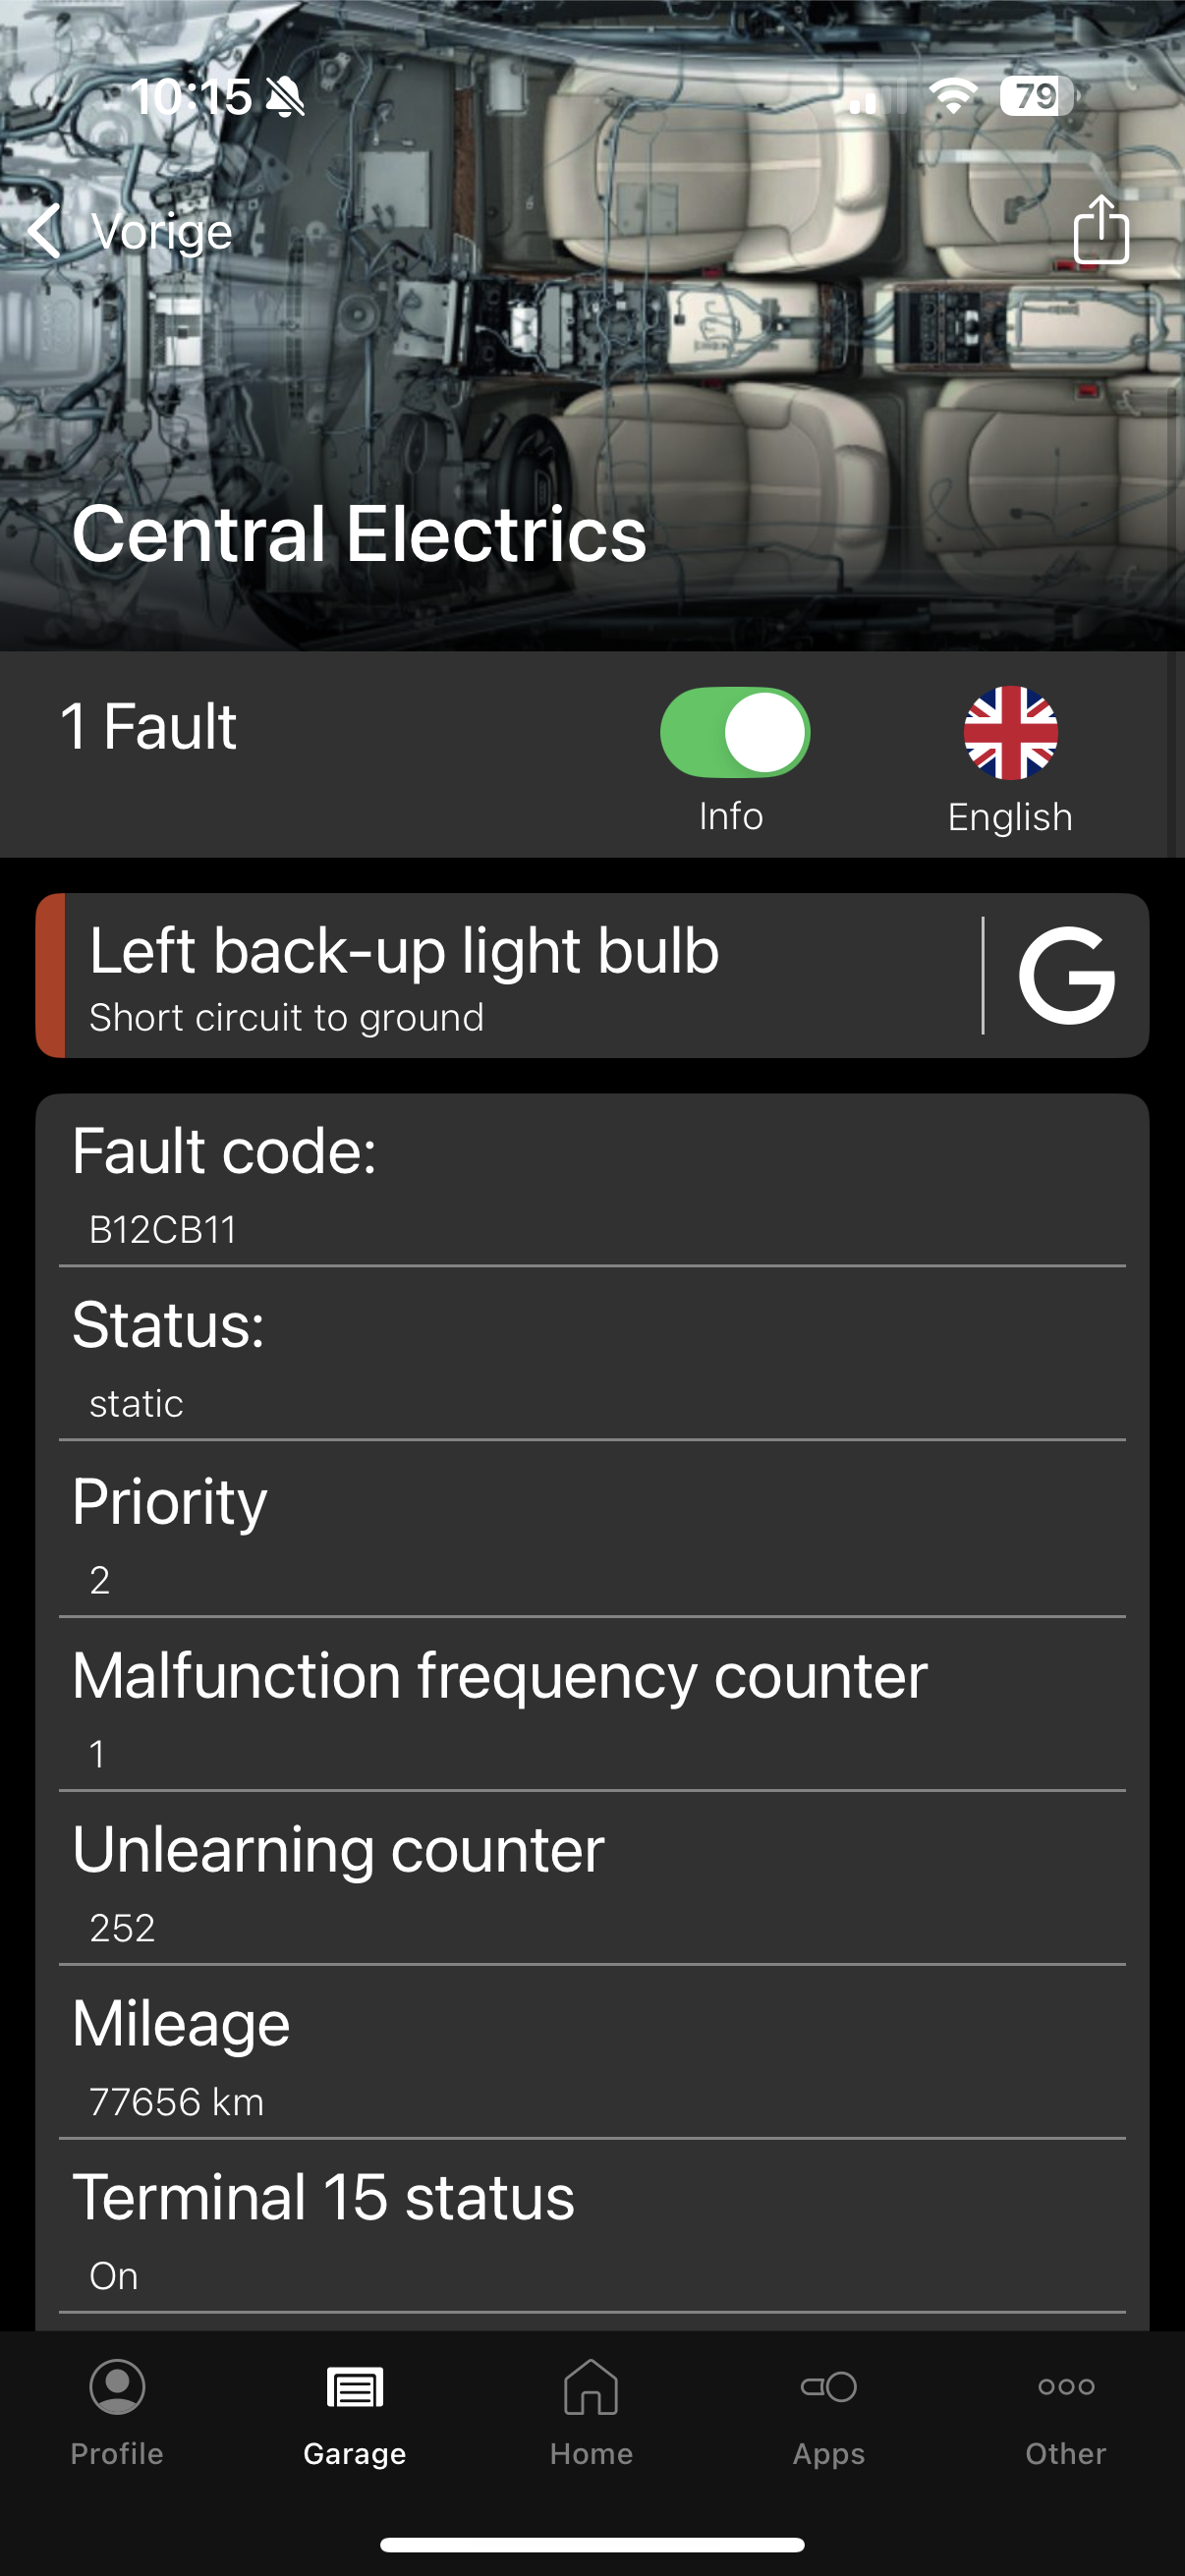 10:15
79
Vorige
Central Electrics
1 Fault
Info
English
Left back-up light bulb
Short circuit to ground
G
Fault code:
B12CB11
Status:
static
Priority
2
Malfunction frequency counter
1
Unlearning counter
252
Mileage
77656 km
Terminal 15 status
On
Profile
Garage
Home
Apps
Other